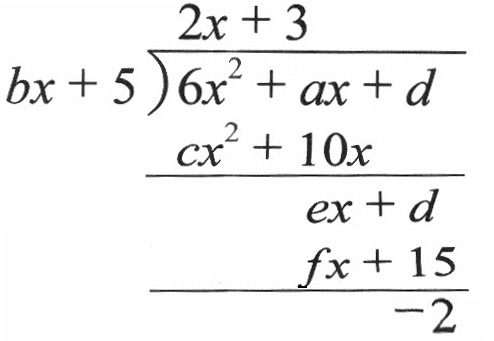 2x + 3
bx + 5 ) 6x² + ax + d
cx² + 10x
ex + d
fx + 15
−2